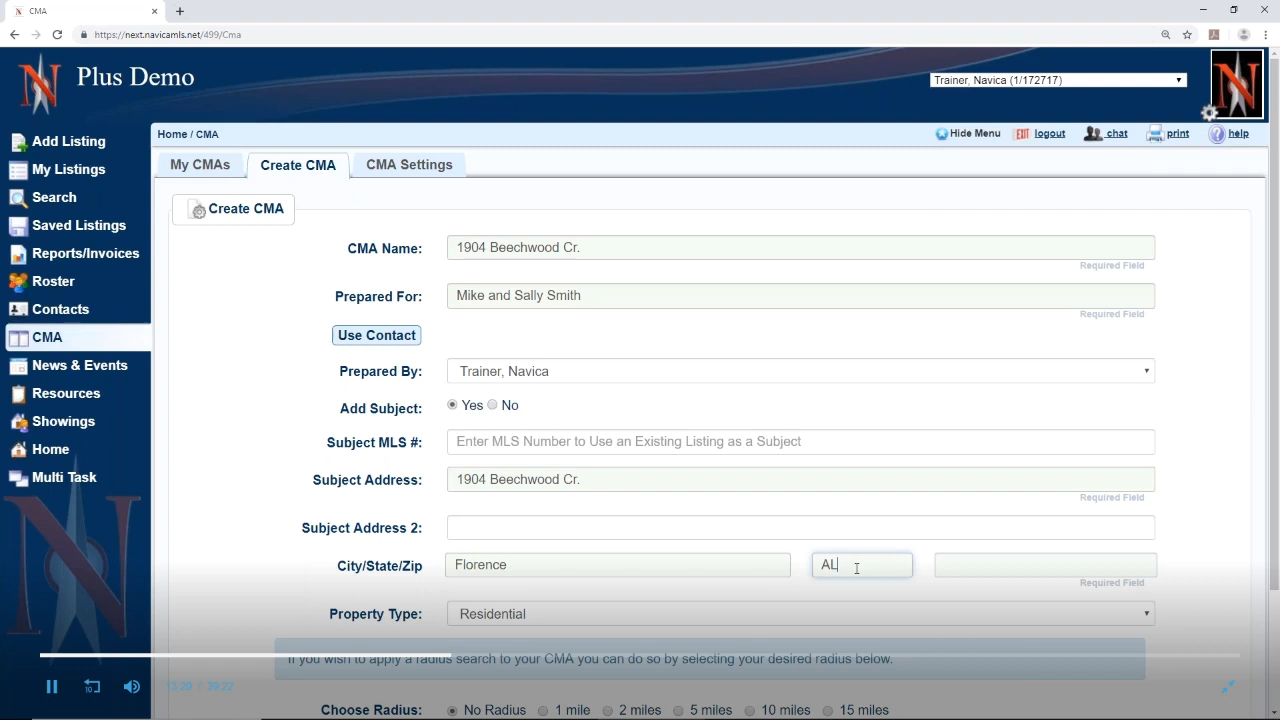 CMA
https://next.navicamls.net/499/Cma
N Plus Demo
Trainer, Navica (1/172717)
N
Add Listing
My Listings
Search
Saved Listings
Reports/Invoices
Roster
Contacts
CMA
News & Events
Resources
Showings
Home
Multi Task
N
Home / CMA
Hide Menu EXIT logout chat print ? help
My CMAs Create CMA CMA Settings
Create CMA
CMA Name: 1904 Beechwood Cr.
Required Field
Prepared For: Mike and Sally Smith
Required Field
Use Contact
Prepared By: Trainer, Navica
Add Subject: Yes No
Subject MLS #: Enter MLS Number to Use an Existing Listing as a Subject
Subject Address: 1904 Beechwood Cr.
Required Field
Subject Address 2:
City/State/Zip Florence AL
Required Field
Property Type: Residential
If you wish to apply a radius search to your CMA you can do so by selecting your desired radius below.
10 13:29 / 39:22
Choose Radius: No Radius 1 mile 2 miles 5 miles 10 miles 15 miles